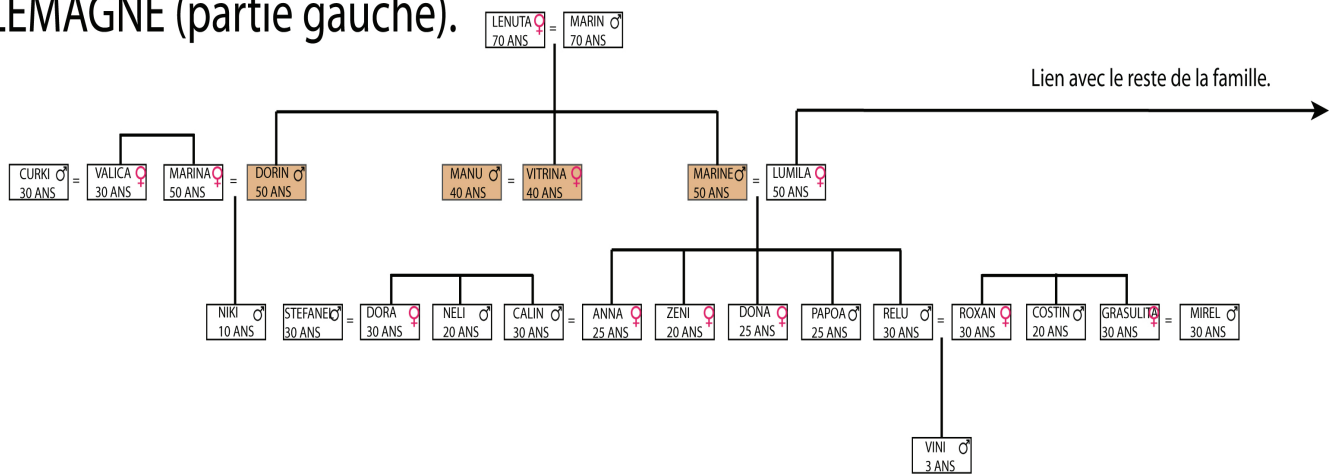 LEMAGNE (partie gauche).
LENUTA ♀ = MARIN ♂
70 ANS 70 ANS
Lien avec le reste de la famille.
CURKI ♂ = VALICA ♀ MARINA ♀ = DORIN ♂ MANU ♂ = VITRINA ♀ MARINE ♂ = LUMILA ♀
30 ANS 30 ANS 50 ANS 50 ANS 40 ANS 40 ANS 50 ANS 50 ANS
NIKI ♂ STEFANEL ♂ = DORA ♀ NELI ♂ CALIN ♂ = ANNA ♀ ZENI ♀ DONA ♀ PAPOA ♂ RELU ♂ = ROXAN ♀ COSTIN ♂ GRASULITA ♀ = MIREL ♂
10 ANS 30 ANS 30 ANS 20 ANS 30 ANS 25 ANS 20 ANS 25 ANS 25 ANS 30 ANS 30 ANS 20 ANS 30 ANS 30 ANS
VINI ♂
3 ANS